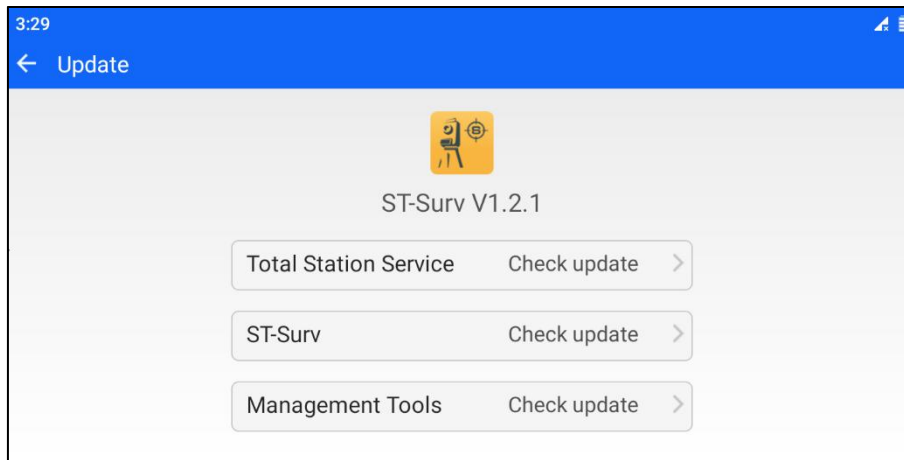 3:29
Update
ST-Surv V1.2.1
Total Station Service Check update
ST-Surv Check update
Management Tools Check update